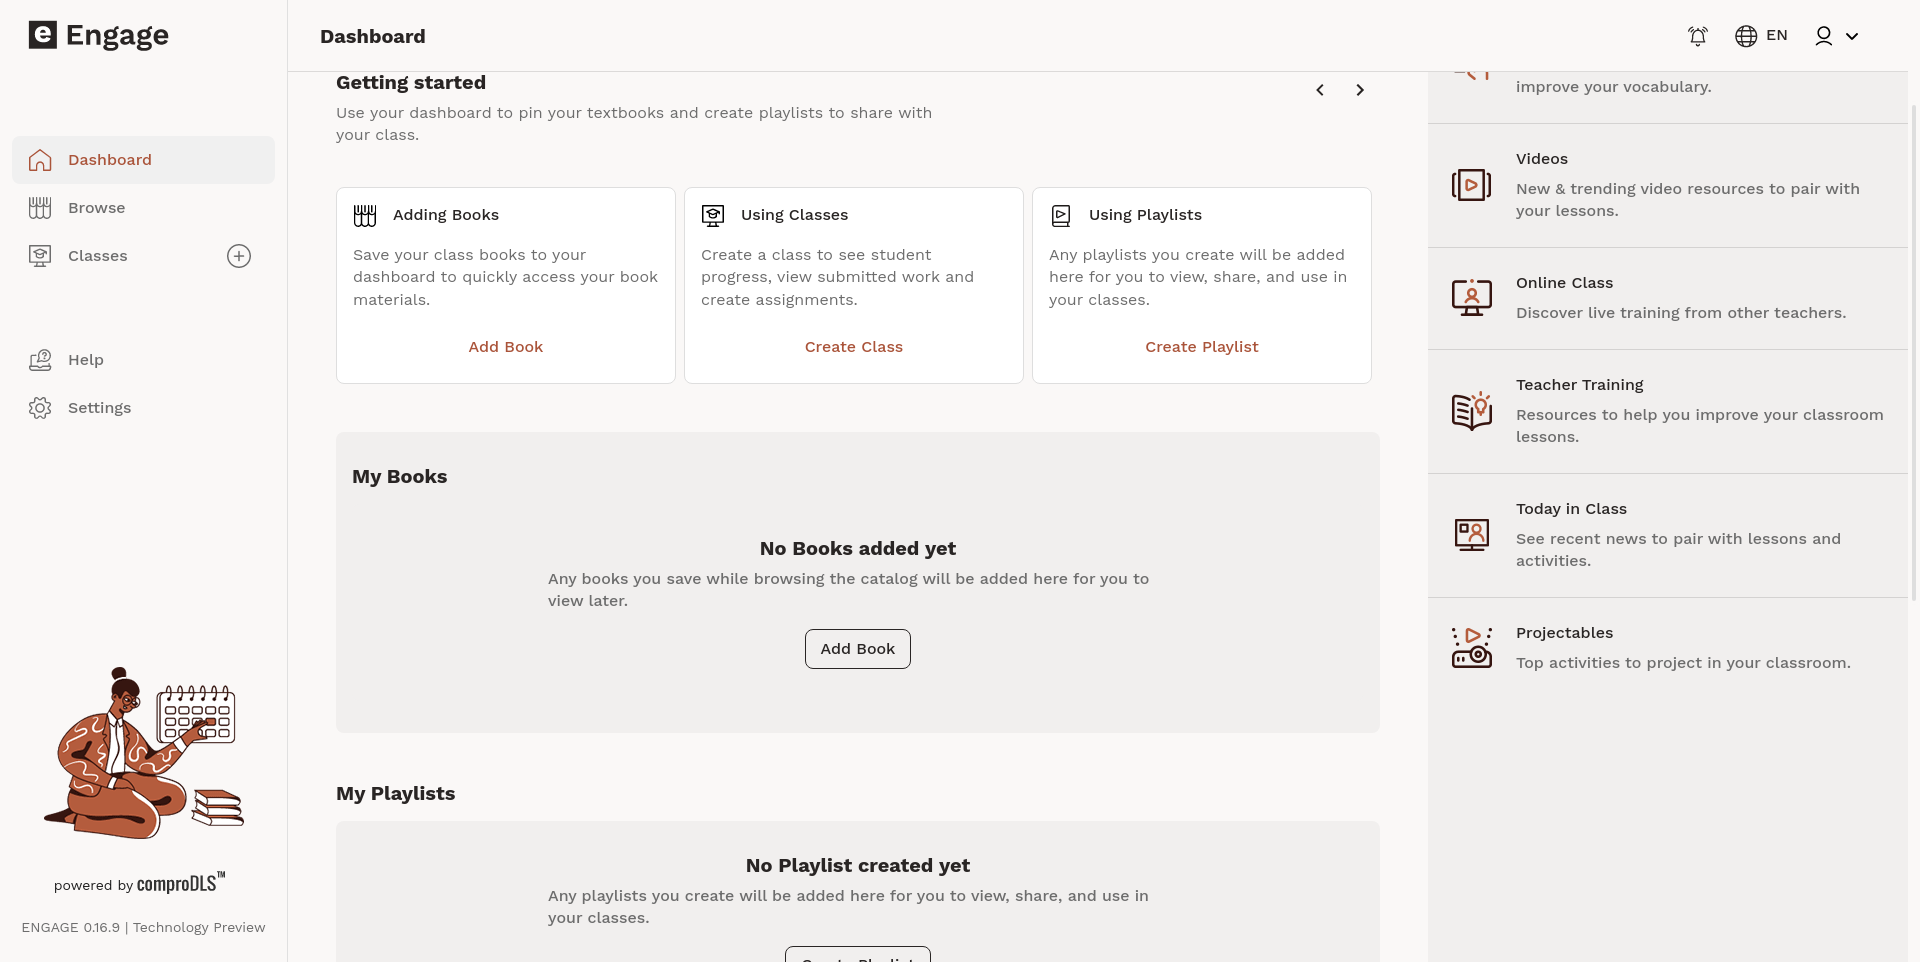 Engage
Dashboard
Browse
Classes
Help
Settings
powered by comproDLS™
ENGAGE 0.16.9 | Technology Preview
Dashboard
EN
Getting started
Use your dashboard to pin your textbooks and create playlists to share with
your class.
Adding Books
Save your class books to your
dashboard to quickly access your book
materials.
Add Book
Using Classes
Create a class to see student
progress, view submitted work and
create assignments.
Create Class
Using Playlists
Any playlists you create will be added
here for you to view, share, and use in
your classes.
Create Playlist
My Books
No Books added yet
Any books you save while browsing the catalog will be added here for you to
view later.
Add Book
My Playlists
No Playlist created yet
Any playlists you create will be added here for you to view, share, and use in
your classes.
Create Playlist
improve your vocabulary.
Videos
New & trending video resources to pair with
your lessons.
Online Class
Discover live training from other teachers.
Teacher Training
Resources to help you improve your classroom
lessons.
Today in Class
See recent news to pair with lessons and
activities.
Projectables
Top activities to project in your classroom.